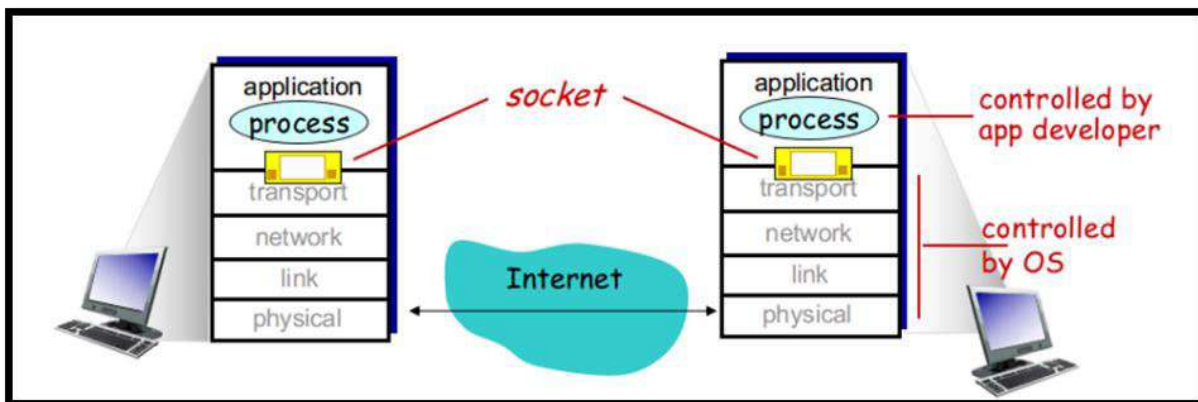 application
process
transport
network
link
physical
socket
Internet
application
process
transport
network
link
physical
controlled by
app developer
controlled
by OS